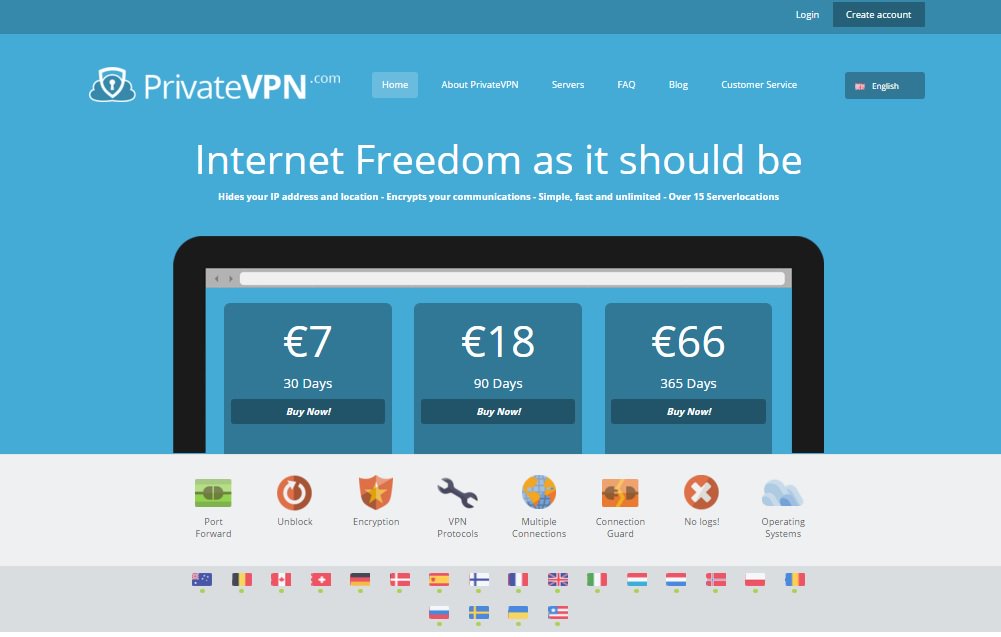 Login
Create account
PrivateVPN.com
Home
About PrivateVPN
Servers
FAQ
Blog
Customer Service
English
Internet Freedom as it should be
Hides your IP address and location - Encrypts your communications - Simple, fast and unlimited - Over 15 Serverlocations
€7
30 Days
Buy Now!
€18
90 Days
Buy Now!
€66
365 Days
Buy Now!
Port
Forward
Unblock
Encryption
VPN
Protocols
Multiple
Connections
Connection
Guard
No logs!
Operating
Systems